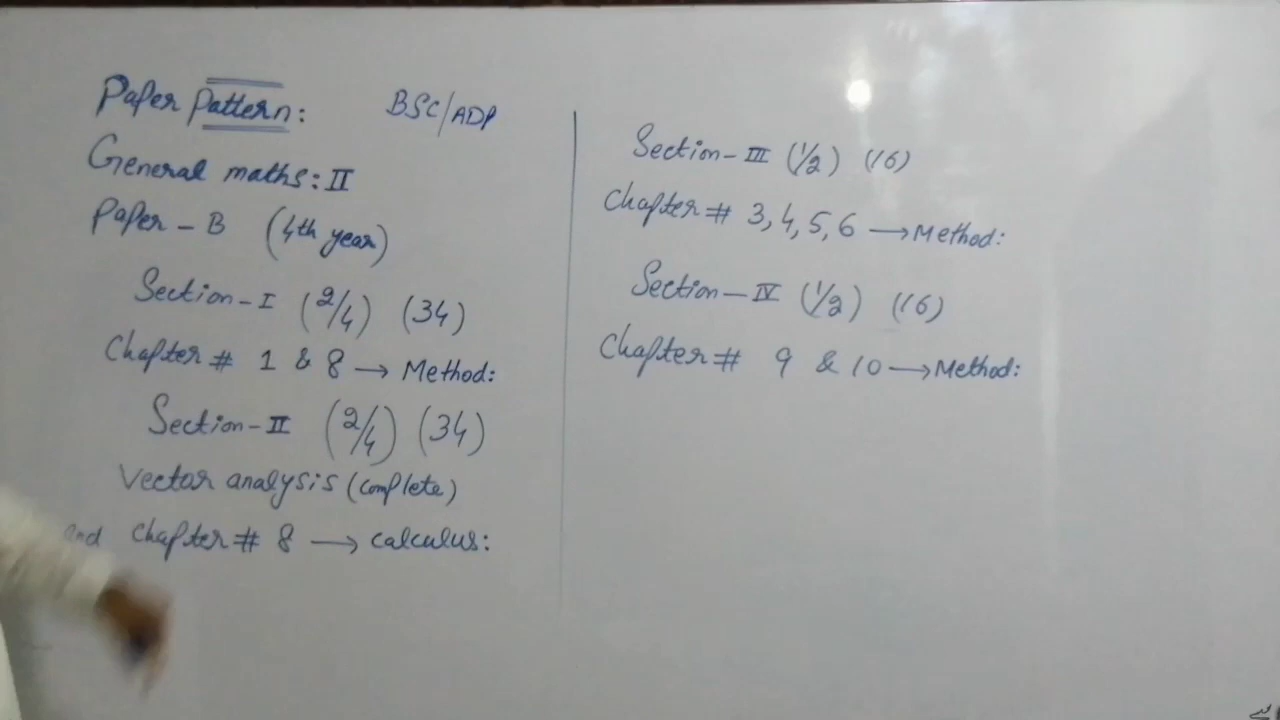 Paper Pattern: BSC/ADP
General maths: II
Paper - B (4th year)
Section - I (2/4) (34)
Chapter # 1 & 8 → Method:
Section - II (2/4) (34)
Vector analysis (complete)
and chapter # 8 → calculus:
Section - III (1/2) (16)
Chapter # 3, 4, 5, 6 → Method:
Section - IV (1/2) (16)
Chapter # 9 & 10 → Method: